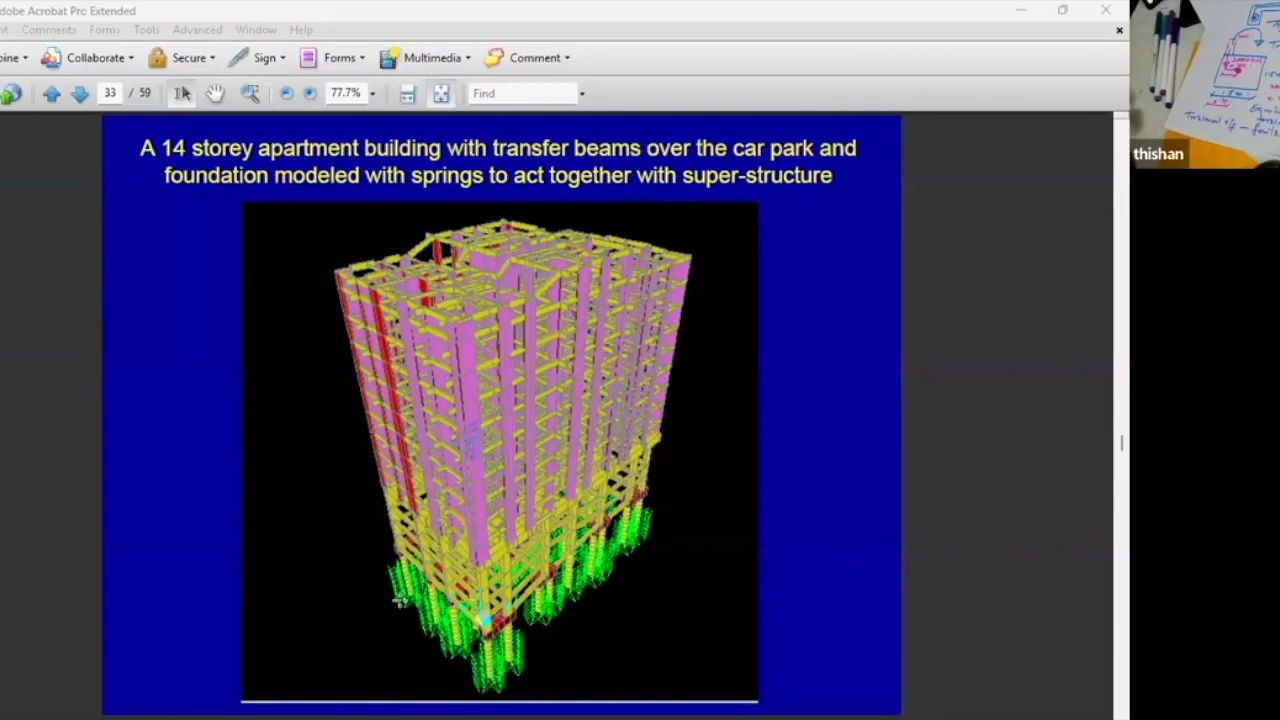 dobe Acrobat Pro Extended
nt Comments Forms Tools Advanced Window Help
Collaborate Secure Sign Forms Multimedia Comment
33 / 59 77.7% Find
A 14 storey apartment building with transfer beams over the car park and
foundation modeled with springs to act together with super-structure
thishan